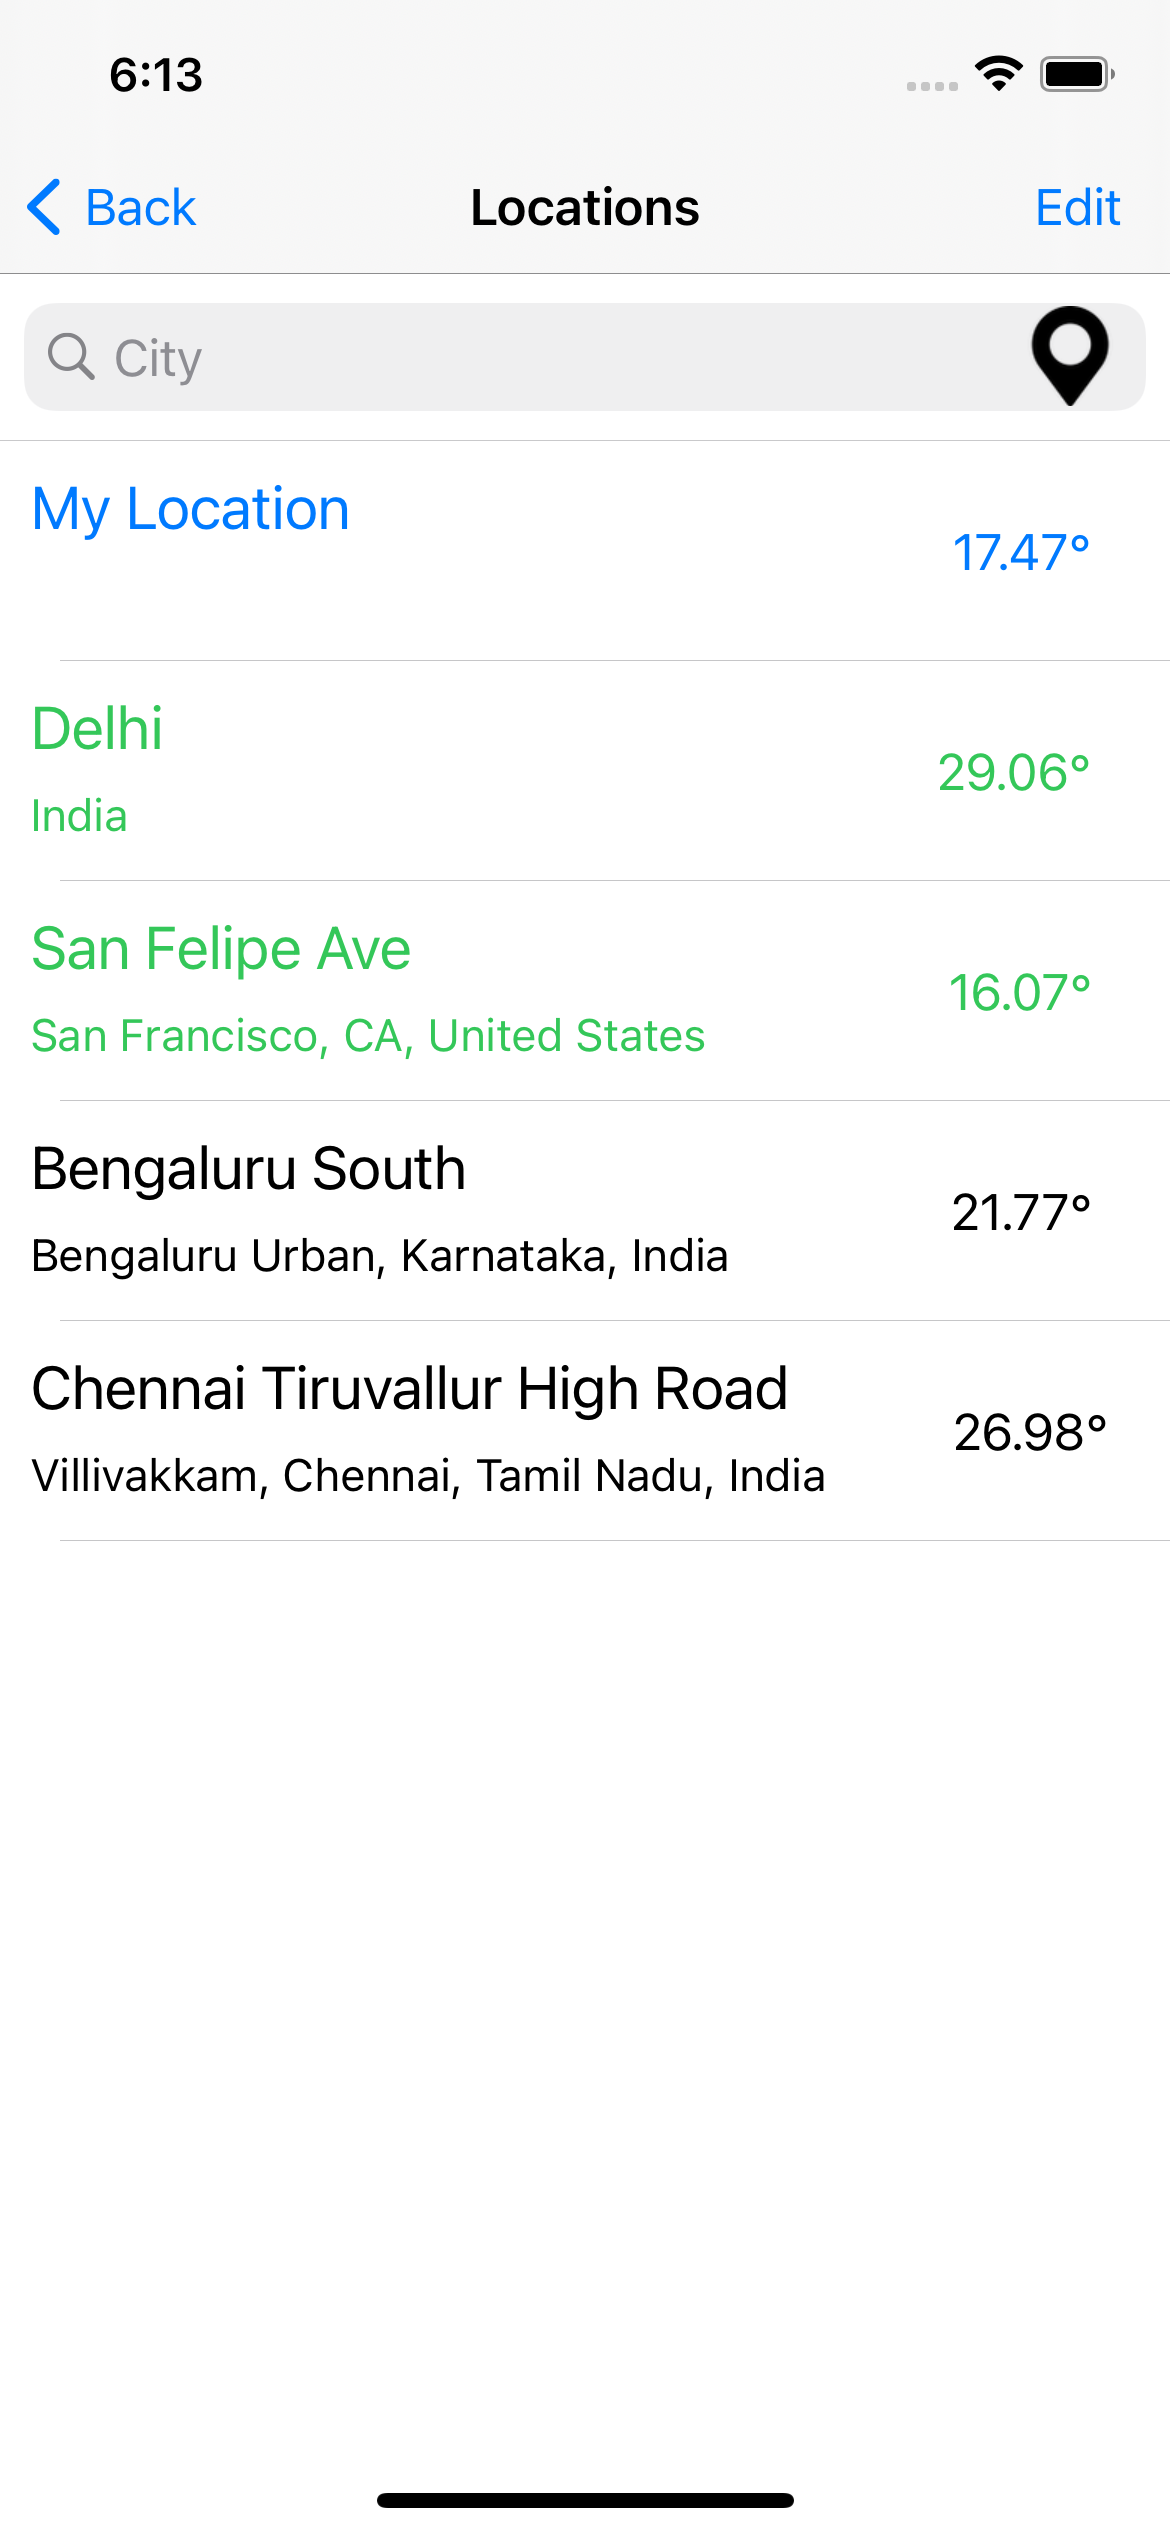 6:13
Back
Locations
Edit
City
My Location
17.47°
Delhi
29.06°
India
San Felipe Ave
16.07°
San Francisco, CA, United States
Bengaluru South
21.77°
Bengaluru Urban, Karnataka, India
Chennai Tiruvallur High Road
26.98°
Villivakkam, Chennai, Tamil Nadu, India